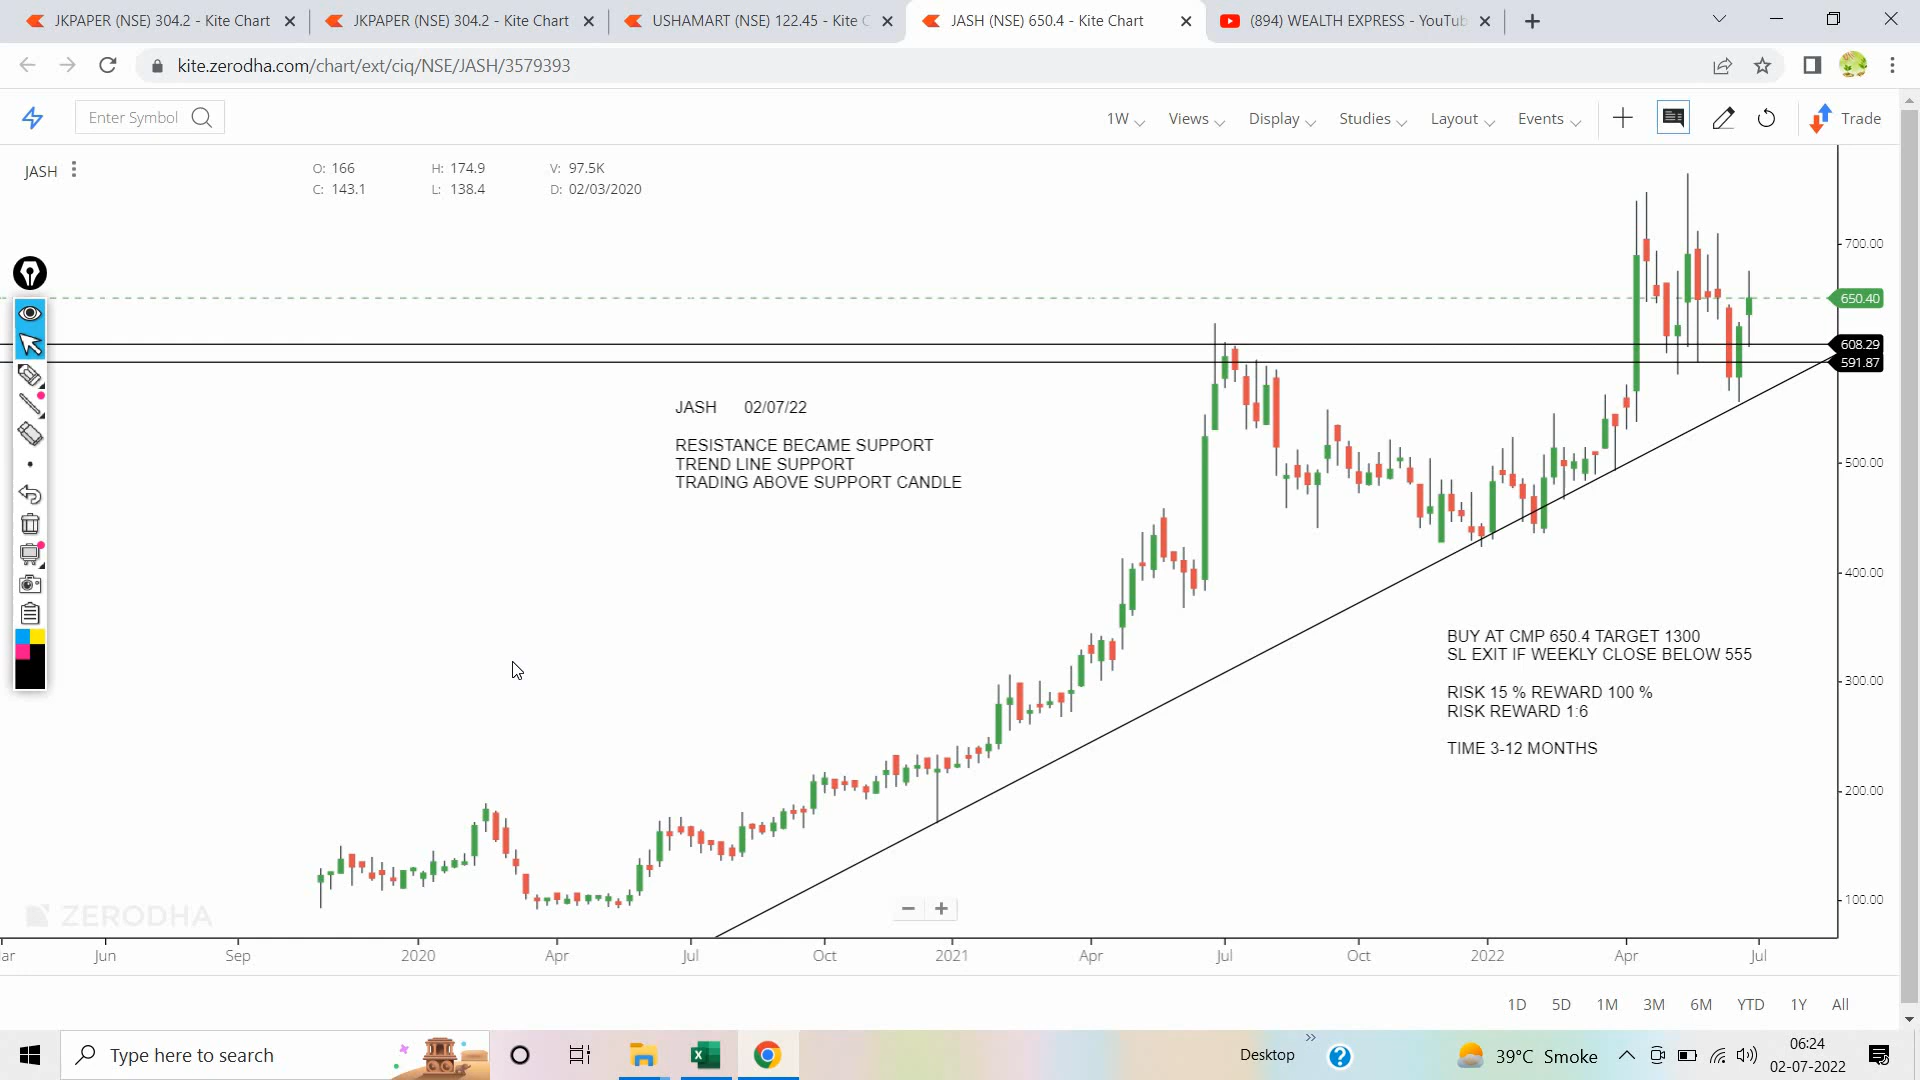 JKPAPER (NSE) 304.2 - Kite Chart
JKPAPER (NSE) 304.2 - Kite Chart
USHAMART (NSE) 122.45 - Kite C
JASH (NSE) 650.4 - Kite Chart
(894) WEALTH EXPRESS - YouTub
kite.zerodha.com/chart/ext/ciq/NSE/JASH/3579393
Enter Symbol
1W Views Display Studies Layout Events Trade
JASH
O: 166 H: 174.9 V: 97.5K
C: 143.1 L: 138.4 D: 02/03/2020
700.00
650.40
608.29
591.87
500.00
400.00
300.00
200.00
100.00
JASH 02/07/22
RESISTANCE BECAME SUPPORT
TREND LINE SUPPORT
TRADING ABOVE SUPPORT CANDLE
BUY AT CMP 650.4 TARGET 1300
SL EXIT IF WEEKLY CLOSE BELOW 555
RISK 15 % REWARD 100 %
RISK REWARD 1:6
TIME 3-12 MONTHS
ZERODHA
ar Jun Sep 2020 Apr Jul Oct 2021 Apr Jul Oct 2022 Apr Jul
1D 5D 1M 3M 6M YTD 1Y All
Type here to search
Desktop
39°C Smoke
06:24
02-07-2022